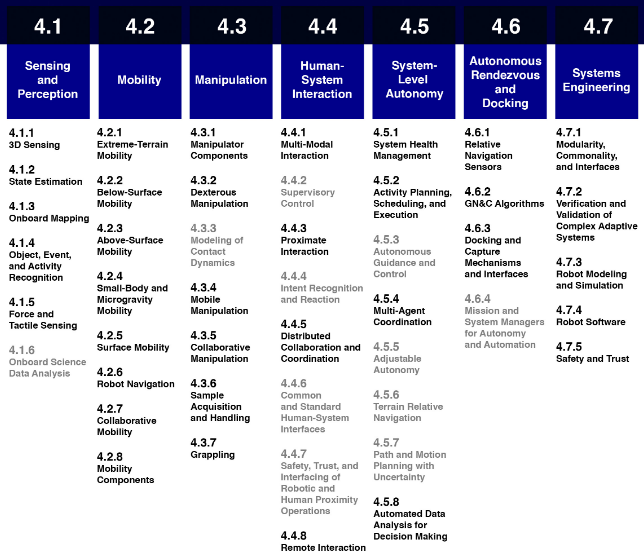 4.1
Sensing
and
Perception
4.1.1
3D Sensing
4.1.2
State Estimation
4.1.3
Onboard Mapping
4.1.4
Object, Event,
and Activity
Recognition
4.1.5
Force and
Tactile Sensing
4.1.6
Onboard Science
Data Analysis
4.2
Mobility
4.2.1
Extreme-Terrain
Mobility
4.2.2
Below-Surface
Mobility
4.2.3
Above-Surface
Mobility
4.2.4
Small-Body and
Microgravity
Mobility
4.2.5
Surface Mobility
4.2.6
Robot Navigation
4.2.7
Collaborative
Mobility
4.2.8
Mobility
Components
4.3
Manipulation
4.3.1
Manipulator
Components
4.3.2
Dexterous
Manipulation
4.3.3
Modeling of
Contact
Dynamics
4.3.4
Mobile
Manipulation
4.3.5
Collaborative
Manipulation
4.3.6
Sample
Acquisition
and Handling
4.3.7
Grappling
4.4
Human-
System
Interaction
4.4.1
Multi-Modal
Interaction
4.4.2
Supervisory
Control
4.4.3
Proximate
Interaction
4.4.4
Intent Recognition
and Reaction
4.4.5
Distributed
Collaboration and
Coordination
4.4.6
Common
and Standard
Human-System
Interfaces
4.4.7
Safety, Trust, and
Interfacing of
Robotic and
Human Proximity
Operations
4.4.8
Remote Interaction
4.5
System-
Level
Autonomy
4.5.1
System Health
Management
4.5.2
Activity Planning,
Scheduling, and
Execution
4.5.3
Autonomous
Guidance and
Control
4.5.4
Multi-Agent
Coordination
4.5.5
Adjustable
Autonomy
4.5.6
Terrain Relative
Navigation
4.5.7
Path and Motion
Planning with
Uncertainty
4.5.8
Automated Data
Analysis for
Decision Making
4.6
Autonomous
Rendezvous
and
Docking
4.6.1
Relative
Navigation
Sensors
4.6.2
GN&C Algorithms
4.6.3
Docking and
Capture
Mechanisms
and Interfaces
4.6.4
Mission and
System Managers
for Autonomy
and Automation
4.7
Systems
Engineering
4.7.1
Modularity,
Commonality,
and Interfaces
4.7.2
Verification and
Validation of
Complex Adaptive
Systems
4.7.3
Robot Modeling
and Simulation
4.7.4
Robot Software
4.7.5
Safety and Trust